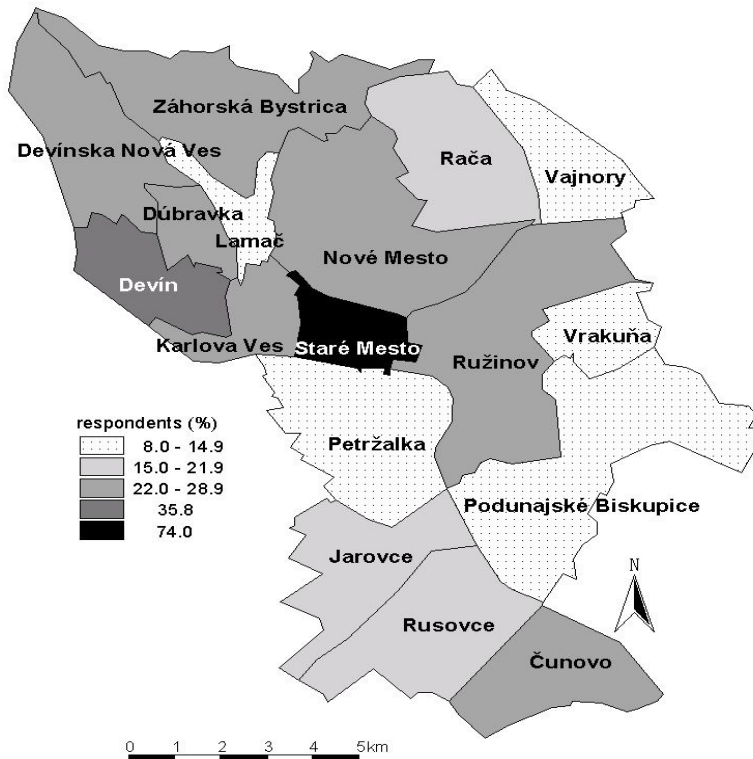 Záhorská Bystrica
Devínska Nová Ves
Rača
Vajnory
Dúbravka
Lamač
Nové Mesto
Devín
Karlova Ves
Staré Mesto
Ružinov
Vrakuňa
respondents (%)
8.0 - 14.9
15.0 - 21.9
22.0 - 28.9
35.8
74.0
Petržalka
Podunajské Biskupice
Jarovce
Rusovce
Čunovo
N
0 1 2 3 4 5km